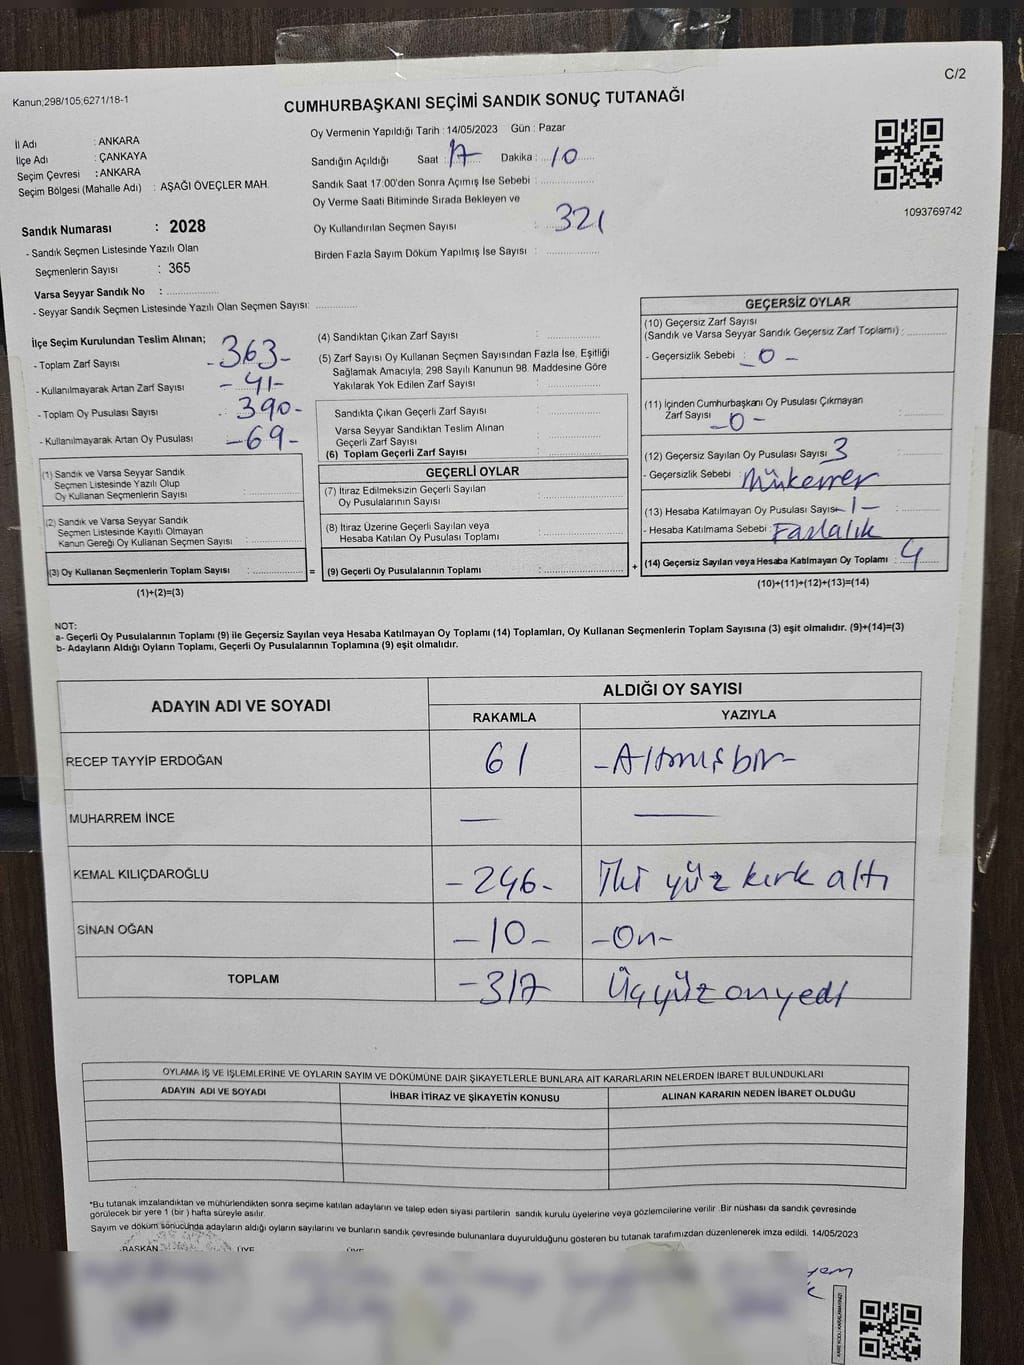 C/2
Kanun;298/105;6271/18-1
CUMHURBAŞKANI SEÇİMİ SANDIK SONUÇ TUTANAĞI
İl Adı : ANKARA
İlçe Adı : ÇANKAYA
Seçim Çevresi : ANKARA
Seçim Bölgesi (Mahalle Adı) : AŞAĞI ÖVEÇLER MAH.
Oy Vermenin Yapıldığı Tarih : 14/05/2023 Gün : Pazar
Sandığın Açıldığı Saat : 17 Dakika : 10
Sandık Saat 17:00'den Sonra Açımış İse Sebebi :
Oy Verme Saati Bitiminde Sırada Bekleyen ve
Oy Kullandırılan Seçmen Sayısı : 321
Birden Fazla Sayım Döküm Yapılmış İse Sayısı :
1093769742
Sandık Numarası : 2028
- Sandık Seçmen Listesinde Yazılı Olan
Seçmenlerin Sayısı : 365
Varsa Seyyar Sandık No :
- Seyyar Sandık Seçmen Listesinde Yazılı Olan Seçmen Sayısı:
İlçe Seçim Kurulundan Teslim Alınan;
- Toplam Zarf Sayısı - 363 -
- Kullanılmayarak Artan Zarf Sayısı - 41 -
- Toplam Oy Pusulası Sayısı : 390 -
- Kullanılmayarak Artan Oy Pusulası - 69 -
(1) Sandık ve Varsa Seyyar Sandık
Seçmen Listesinde Yazılı Olup
Oy Kullanan Seçmenlerin Sayısı :
(2) Sandık ve Varsa Seyyar Sandık
Seçmen Listesinde Kayıtlı Olmayan
Kanun Gereği Oy Kullanan Seçmen Sayısı :
(3) Oy Kullanan Seçmenlerin Toplam Sayısı :
(1)+(2)=(3)
(4) Sandıktan Çıkan Zarf Sayısı :
(5) Zarf Sayısı Oy Kullanan Seçmen Sayısından Fazla İse, Eşitliği
Sağlamak Amacıyla, 298 Sayılı Kanunun 98. Maddesine Göre
Yakılarak Yok Edilen Zarf Sayısı :
Sandıkta Çıkan Geçerli Zarf Sayısı :
Varsa Seyyar Sandıktan Teslim Alınan
Geçerli Zarf Sayısı :
(6) Toplam Geçerli Zarf Sayısı :
GEÇERLİ OYLAR
(7) İtiraz Edilmeksizin Geçerli Sayılan
Oy Pusulalarının Sayısı :
(8) İtiraz Üzerine Geçerli Sayılan veya
Hesaba Katılan Oy Pusulası Toplamı :
= (9) Geçerli Oy Pusulalarının Toplamı :
GEÇERSİZ OYLAR
(10) Geçersiz Zarf Sayısı
(Sandık ve Varsa Seyyar Sandık Geçersiz Zarf Toplamı) :
- Geçersizlik Sebebi : - 0 -
(11) İçinden Cumhurbaşkanı Oy Pusulası Çıkmayan
Zarf Sayısı - 0 - :
(12) Geçersiz Sayılan Oy Pusulası Sayısı 3 :
- Geçersizlik Sebebi : Mükerrer
(13) Hesaba Katılmayan Oy Pusulası Sayısı - 1 - :
- Hesaba Katılmama Sebebi : Fazlalık
+ (14) Geçersiz Sayılan veya Hesaba Katılmayan Oy Toplamı : 4
(10)+(11)+(12)+(13)=(14)
NOT:
a- Geçerli Oy Pusulalarının Toplamı (9) ile Geçersiz Sayılan veya Hesaba Katılmayan Oy Toplamı (14) Toplamları, Oy Kullanan Seçmenlerin Toplam Sayısına (3) eşit olmalıdır. (9)+(14)=(3)
b- Adayların Aldığı Oyların Toplamı, Geçerli Oy Pusulalarının Toplamına (9) eşit olmalıdır.
ADAYIN ADI VE SOYADI ALDIĞI OY SAYISI
RAKAMLA YAZIYLA
RECEP TAYYİP ERDOĞAN 61 - Altmış bir -
MUHARREM İNCE — —
KEMAL KILIÇDAROĞLU - 246 - İki yüz kırk altı
SİNAN OĞAN - 10 - - On -
TOPLAM - 317 Üçyüz onyedi
OYLAMA İŞ VE İŞLEMLERİNE VE OYLARIN SAYIM VE DÖKÜMÜNE DAİR ŞİKAYETLERLE BUNLARA AİT KARARLARIN NELERDEN İBARET BULUNDUKLARI
ADAYIN ADI VE SOYADI İHBAR İTİRAZ VE ŞİKAYETİN KONUSU ALINAN KARARIN NEDEN İBARET OLDUĞU
*Bu tutanak imzalandıktan ve mühürlendikten sonra seçime katılan adayların ve talep eden siyasi partilerin sandık kurulu üyelerine veya gözlemcilerine verilir .Bir nüshası da sandık çevresinde
görülecek bir yere 1 (bir ) hafta süreyle asılır.
Sayım ve döküm sonucunda adayların aldığı oyların sayılarını ve bunların sandık çevresinde bulunanlara duyurulduğunu gösteren bu tutanak tarafımızdan düzenlenerek imza edildi. 14/05/2023
BAŞKAN ÜYE ÜYE